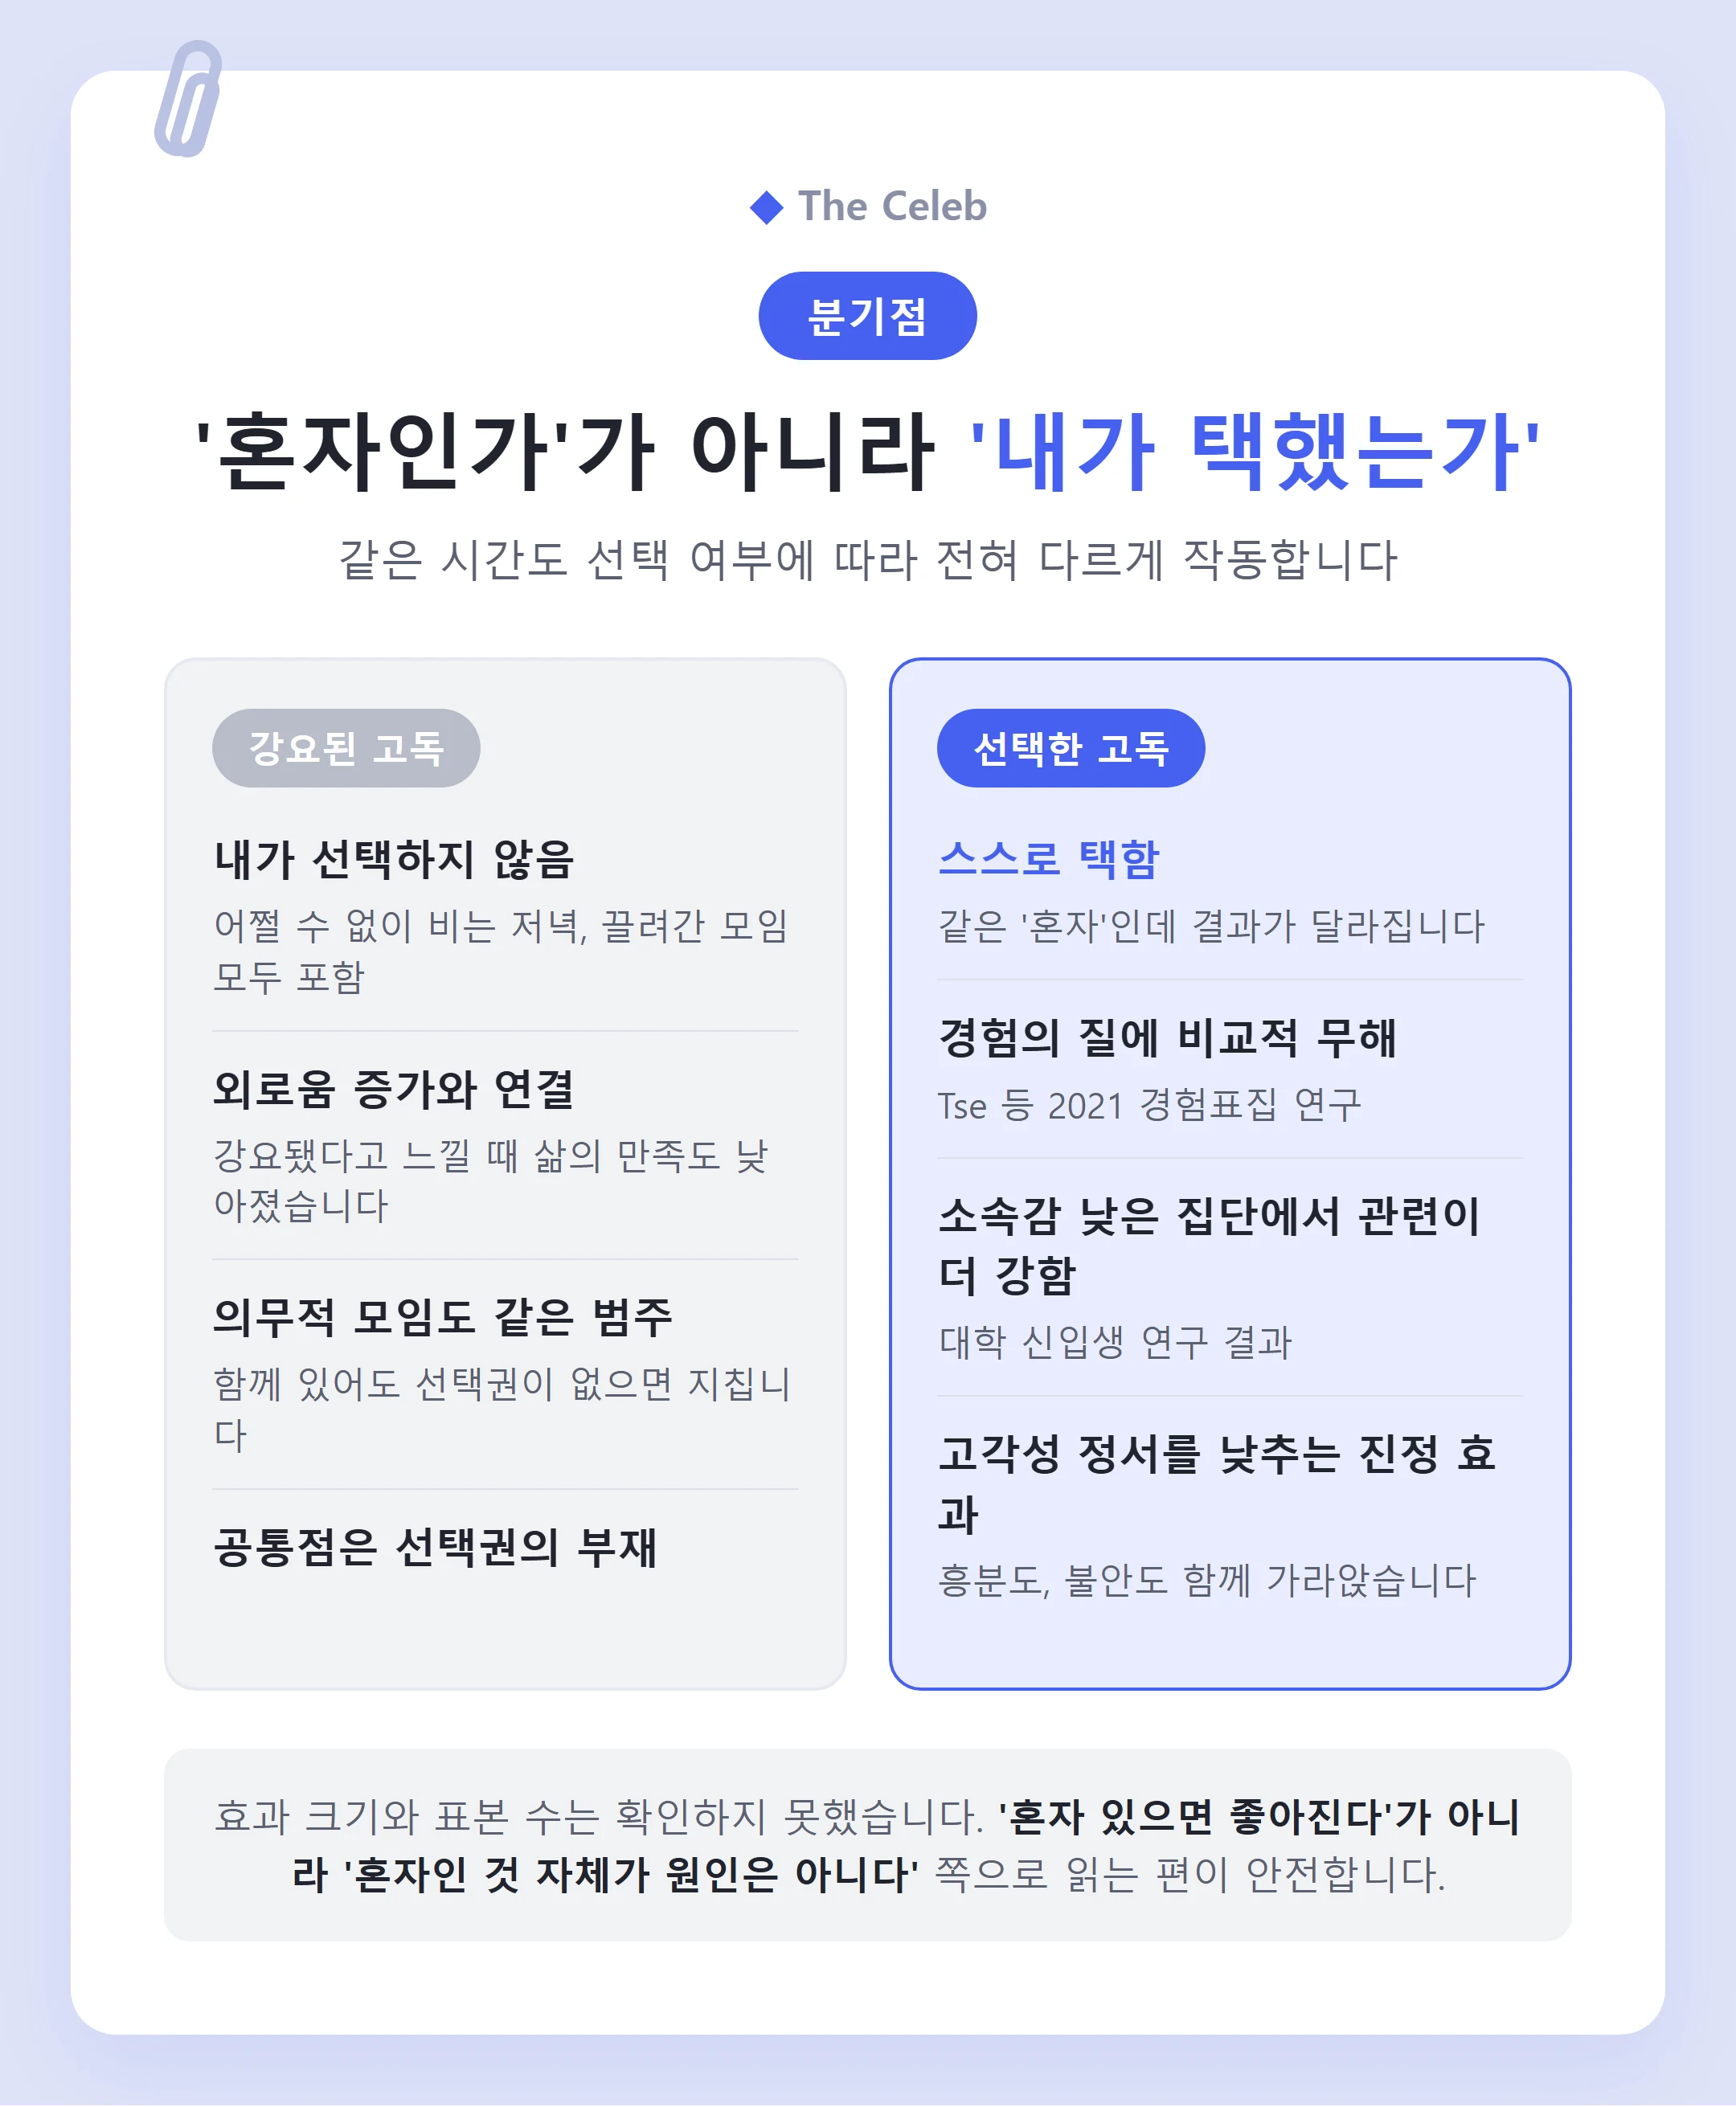 The Celeb
분기점
'혼자인가'가 아니라 '내가 택했는가'
같은 시간도 선택 여부에 따라 전혀 다르게 작동합니다
강요된 고독
내가 선택하지 않음
어쩔 수 없이 비는 저녁, 끌려간 모임
모두 포함
외로움 증가와 연결
강요됐다고 느낄 때 삶의 만족도 낮
아졌습니다
의무적 모임도 같은 범주
함께 있어도 선택권이 없으면 지칩니
다
공통점은 선택권의 부재
선택한 고독
스스로 택함
같은 '혼자'인데 결과가 달라집니다
경험의 질에 비교적 무해
Tse 등 2021 경험표집 연구
소속감 낮은 집단에서 관련이
더 강함
대학 신입생 연구 결과
고각성 정서를 낮추는 진정 효
과
흥분도, 불안도 함께 가라앉습니다
효과 크기와 표본 수는 확인하지 못했습니다. '혼자 있으면 좋아진다'가 아니
라 '혼자인 것 자체가 원인은 아니다' 쪽으로 읽는 편이 안전합니다.